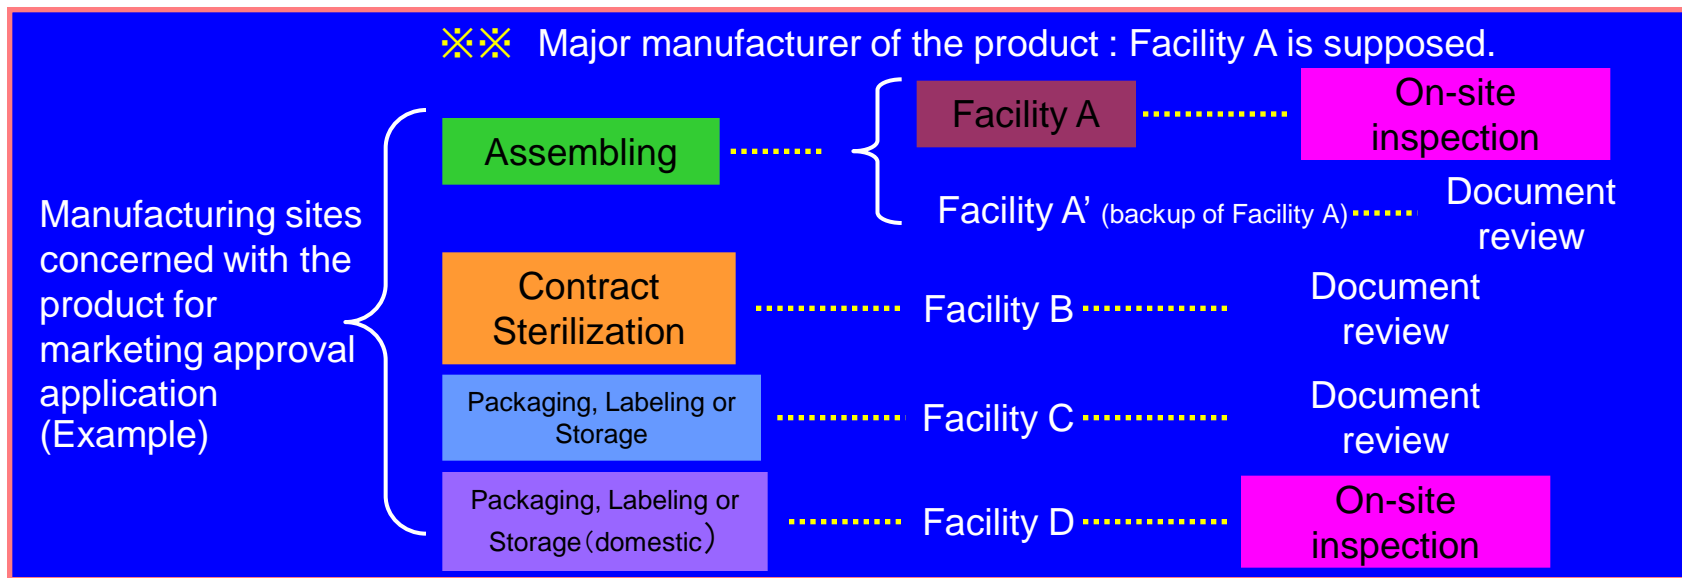 ※※ Major manufacturer of the product : Facility A is supposed.
Manufacturing sites
concerned with the
product for
marketing approval
application
(Example)
Assembling
Facility A
On-site
inspection
Facility A’ (backup of Facility A)
Document
review
Contract
Sterilization
Facility B
Document
review
Packaging, Labeling or
Storage
Facility C
Document
review
Packaging, Labeling or
Storage（domestic）
Facility D
On-site
inspection